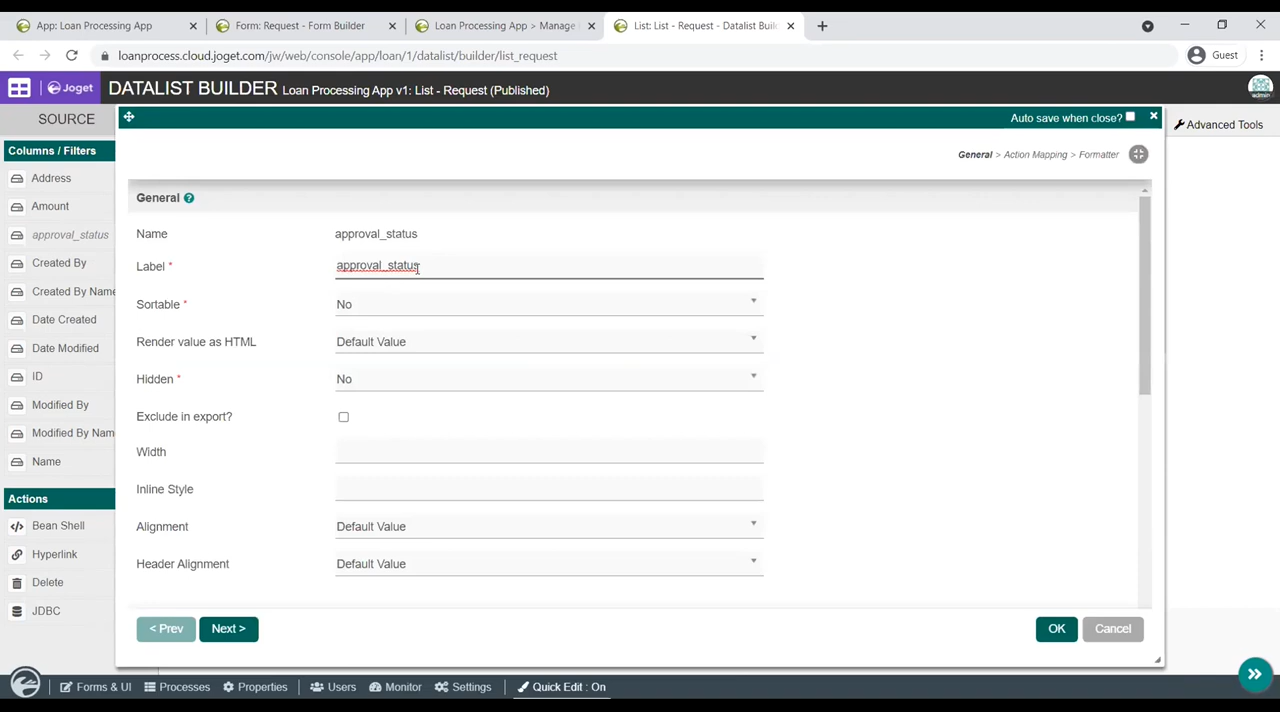 App: Loan Processing App
Form: Request - Form Builder
Loan Processing App > Manage
List: List - Request - Datalist Buil
loanprocess.cloud.joget.com/jw/web/console/app/loan/1/datalist/builder/list_request
Guest
Joget
DATALIST BUILDER Loan Processing App v1: List - Request (Published)
admin
SOURCE
Auto save when close?
Advanced Tools
Columns / Filters
Address
Amount
approval_status
Created By
Created By Name
Date Created
Date Modified
ID
Modified By
Modified By Nam
Name
Actions
Bean Shell
Hyperlink
Delete
JDBC
General > Action Mapping > Formatter
General
Name approval_status
Label * approval_status
Sortable * No
Render value as HTML Default Value
Hidden * No
Exclude in export?
Width
Inline Style
Alignment Default Value
Header Alignment Default Value
< Prev Next > OK Cancel
Forms & UI Processes Properties Users Monitor Settings Quick Edit : On